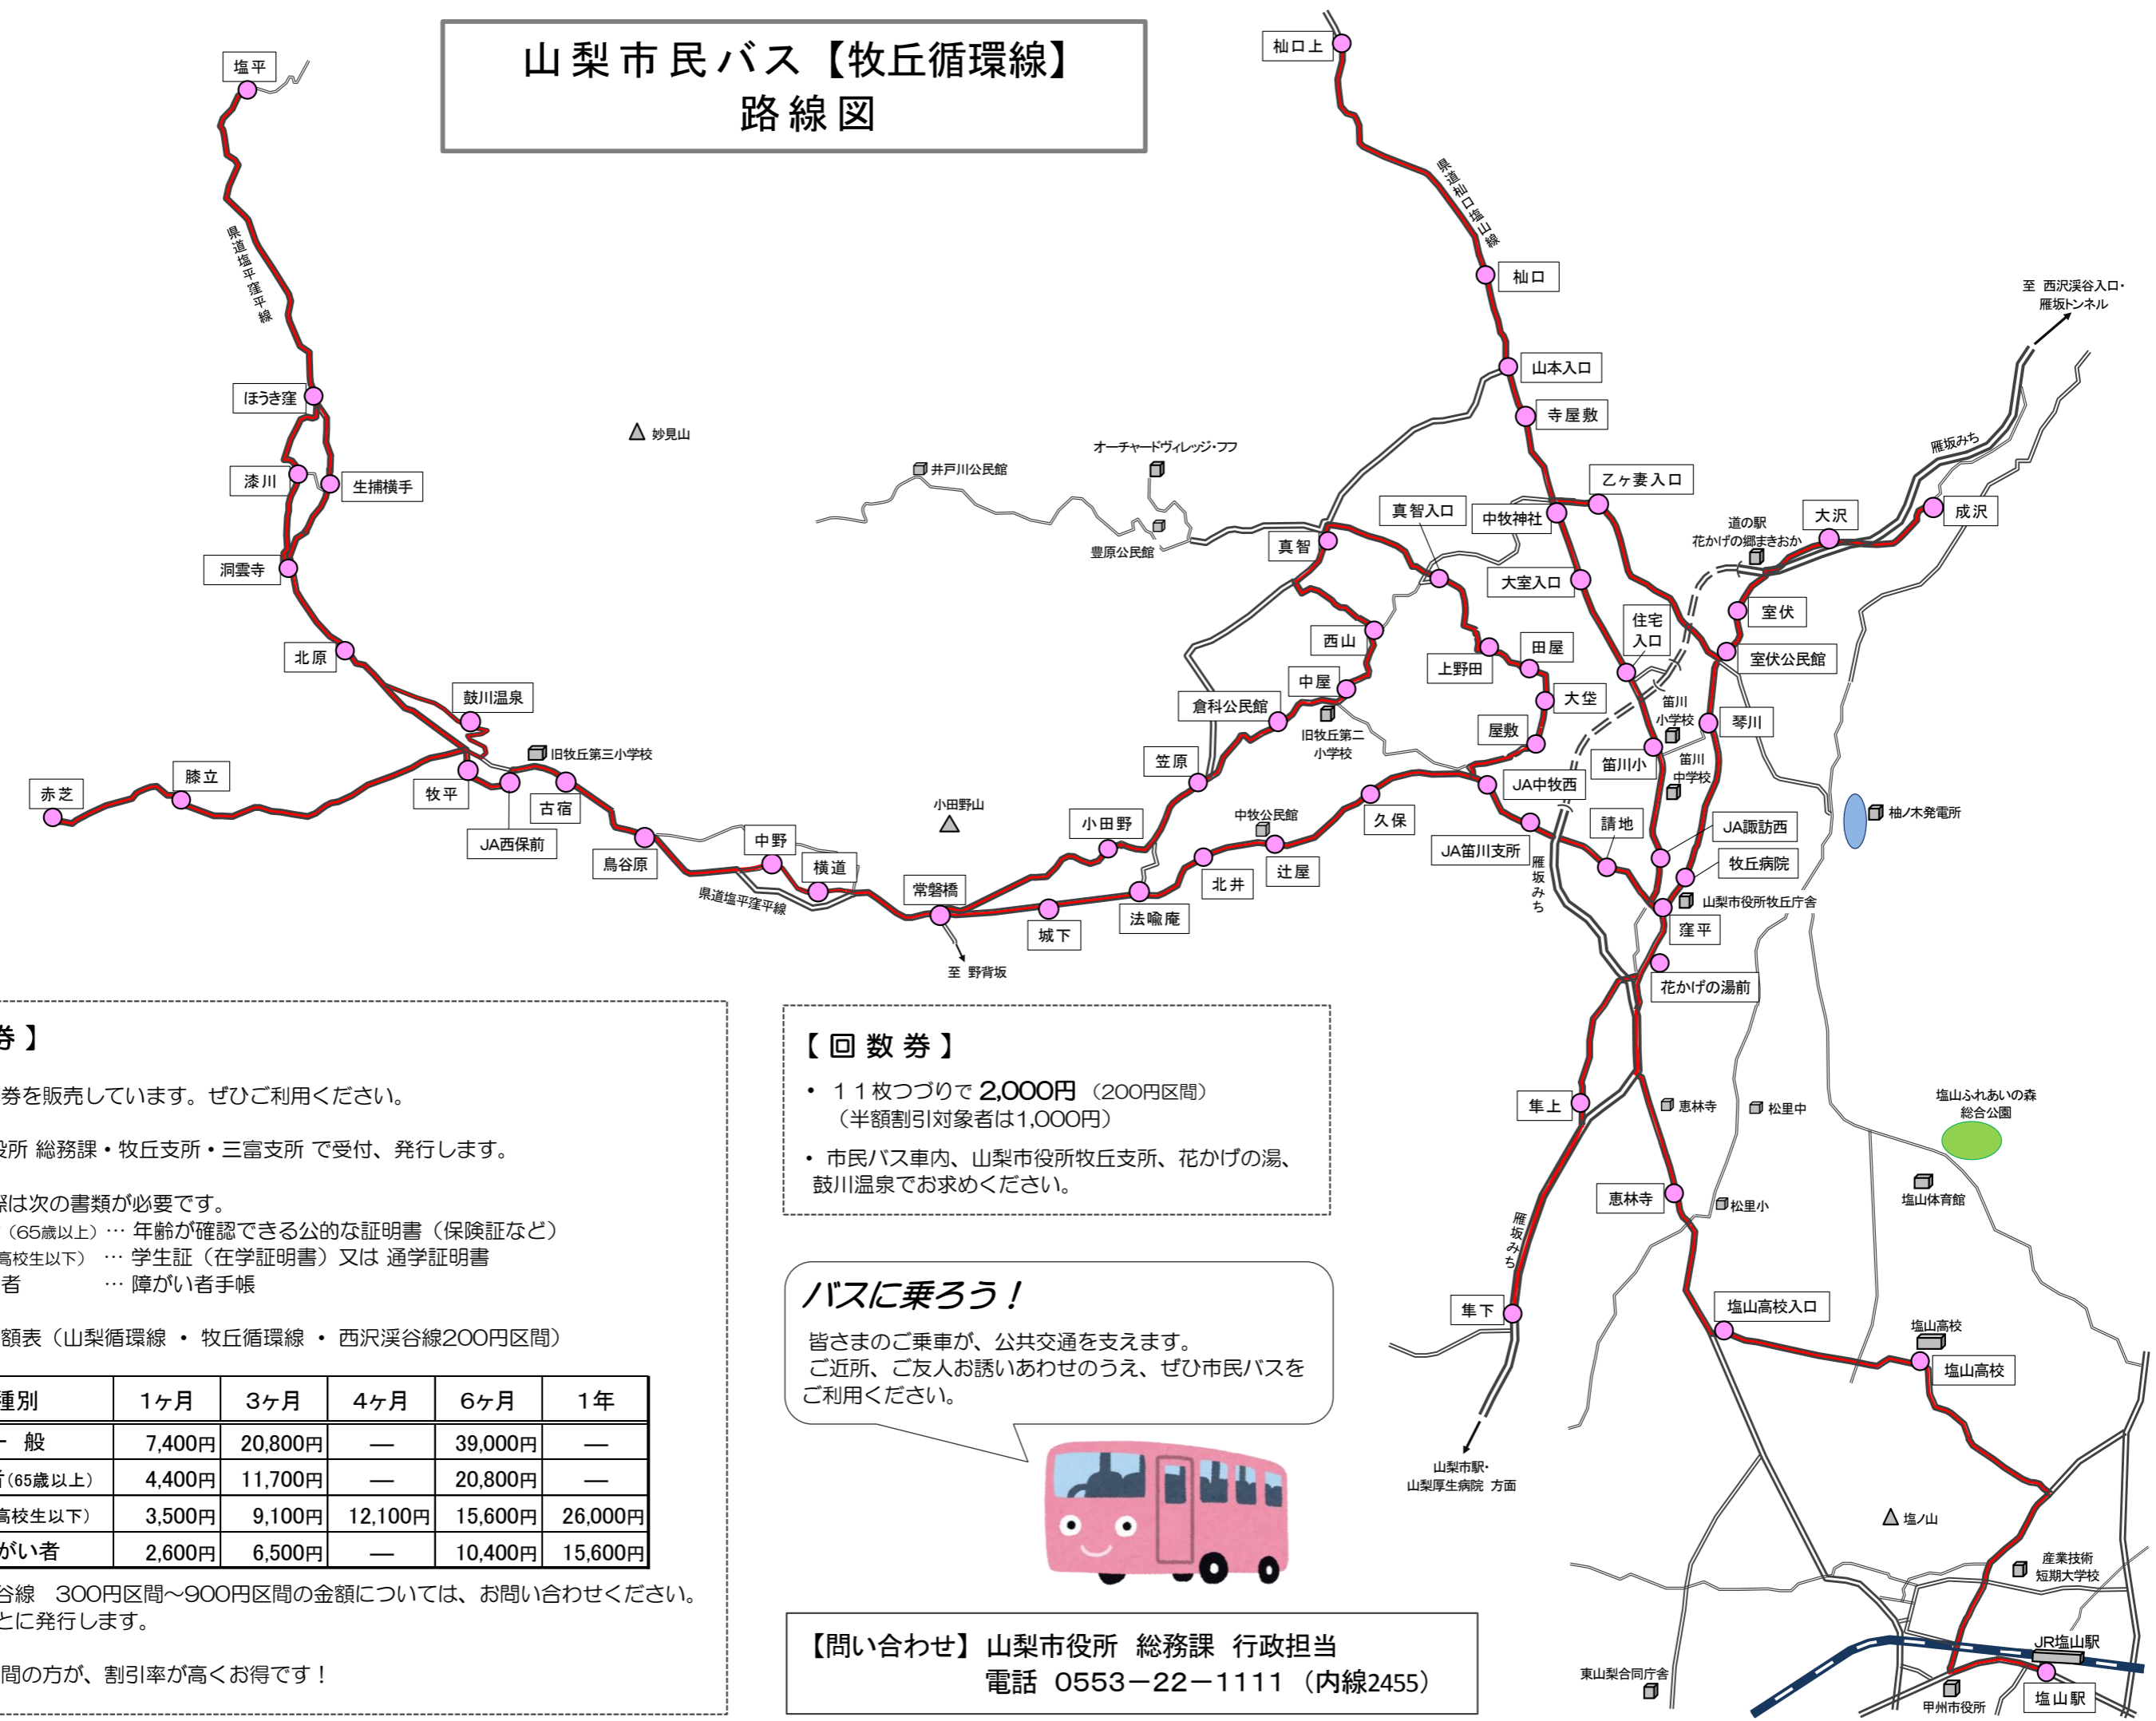 山梨市民バス【牧丘循環線】
路線図
塩平
県道塩平窪平線
ほうき窪
漆川
生捕横手
洞雲寺
北原
鼓川温泉
旧牧丘第三小学校
赤芝
膝立
牧平
JA西保前
古宿
鳥谷原
中野
横道
県道塩平窪平線
妙見山
小田野山
常磐橋
至 野背坂
城下
法喩庵
北井
辻屋
中牧公民館
久保
小田野
笠原
倉科公民館
中屋
旧牧丘第二
小学校
西山
真智
井戸川公民館
オーチャードヴィレッジ・フフ
豊原公民館
杣口上
県道杣口塩山線
杣口
山本入口
寺屋敷
乙ヶ妻入口
中牧神社
真智入口
大室入口
住宅
入口
上野田
田屋
大垈
屋敷
JA中牧西
JA笛川支所
請地
笛川
小学校
笛川小
笛川
中学校
琴川
JA諏訪西
牧丘病院
山梨市役所牧丘庁舎
窪平
花かげの湯前
道の駅
花かげの郷まきおか
大沢
成沢
室伏
室伏公民館
雁坂みち
至 西沢渓谷入口・
雁坂トンネル
柚ノ木発電所
雁坂みち
隼上
恵林寺
松里中
塩山ふれあいの森
総合公園
塩山体育館
恵林寺
松里小
雁坂みち
隼下
塩山高校入口
塩山高校
塩山高校
山梨市駅・
山梨厚生病院 方面
塩ノ山
産業技術
短期大学校
JR塩山駅
東山梨合同庁舎
甲州市役所
塩山駅
券】
券を販売しています。ぜひご利用ください。
役所 総務課・牧丘支所・三富支所 で受付、発行します。
際は次の書類が必要です。
(65歳以上) … 年齢が確認できる公的な証明書（保険証など）
高校生以下） … 学生証（在学証明書）又は 通学証明書
者 … 障がい者手帳
額表（山梨循環線 ・ 牧丘循環線 ・ 西沢渓谷線200円区間）
種別 1ヶ月 3ヶ月 4ヶ月 6ヶ月 1年
一 般 7,400円 20,800円 ― 39,000円 ―
(65歳以上) 4,400円 11,700円 ― 20,800円 ―
高校生以下） 3,500円 9,100円 12,100円 15,600円 26,000円
がい者 2,600円 6,500円 ― 10,400円 15,600円
谷線 300円区間～900円区間の金額については、お問い合わせください。
とに発行します。
間の方が、割引率が高くお得です！
【回数券】
・ １１枚つづりで 2,000円 （200円区間）
（半額割引対象者は1,000円）
・ 市民バス車内、山梨市役所牧丘支所、花かげの湯、
鼓川温泉でお求めください。
バスに乗ろう！
皆さまのご乗車が、公共交通を支えます。
ご近所、ご友人お誘いあわせのうえ、ぜひ市民バスを
ご利用ください。
【問い合わせ】山梨市役所 総務課 行政担当
電話 0553－22－1111 （内線2455）